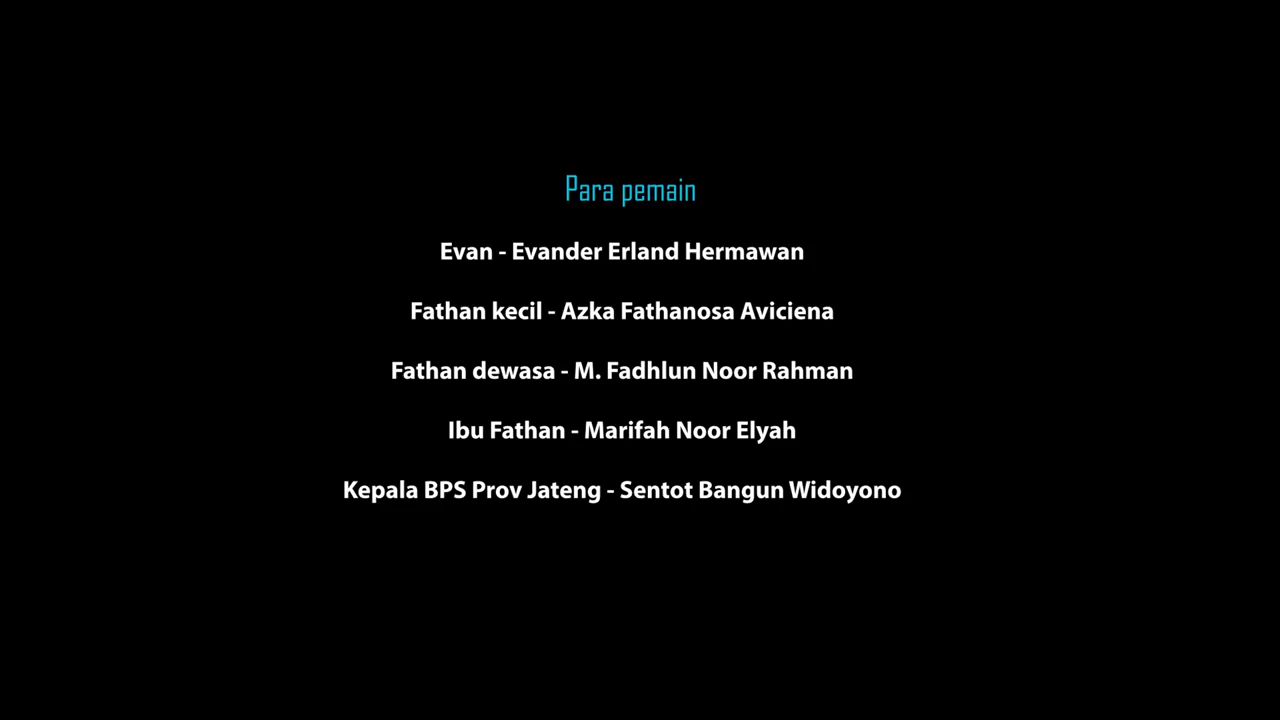 Para pemain
Evan - Evander Erland Hermawan
Fathan kecil - Azka Fathanosa Aviciena
Fathan dewasa - M. Fadhlun Noor Rahman
Ibu Fathan - Marifah Noor Elyah
Kepala BPS Prov Jateng - Sentot Bangun Widoyono